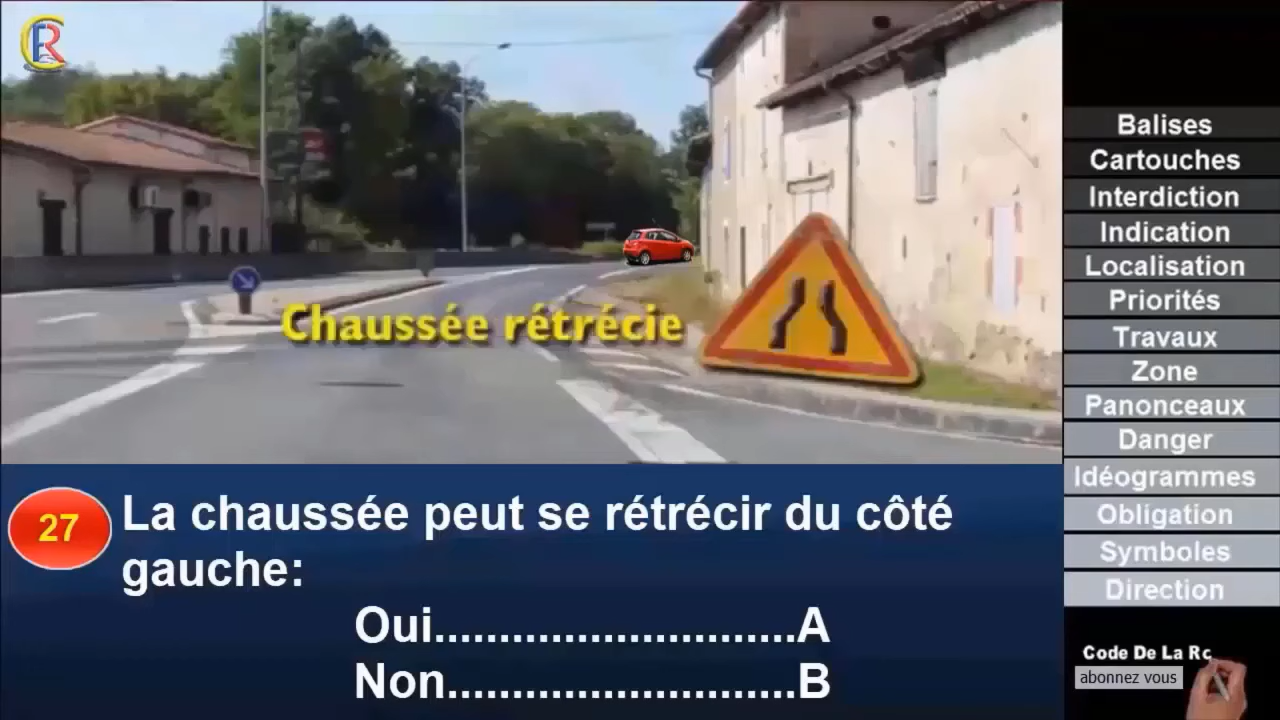 CER
Chaussée rétrécie
27
La chaussée peut se rétrécir du côté
gauche:
Oui............................A
Non...........................B
Balises
Cartouches
Interdiction
Indication
Localisation
Priorités
Travaux
Zone
Panonceaux
Danger
Idéogrammes
Obligation
Symboles
Direction
Code De La Rc
abonnez vous